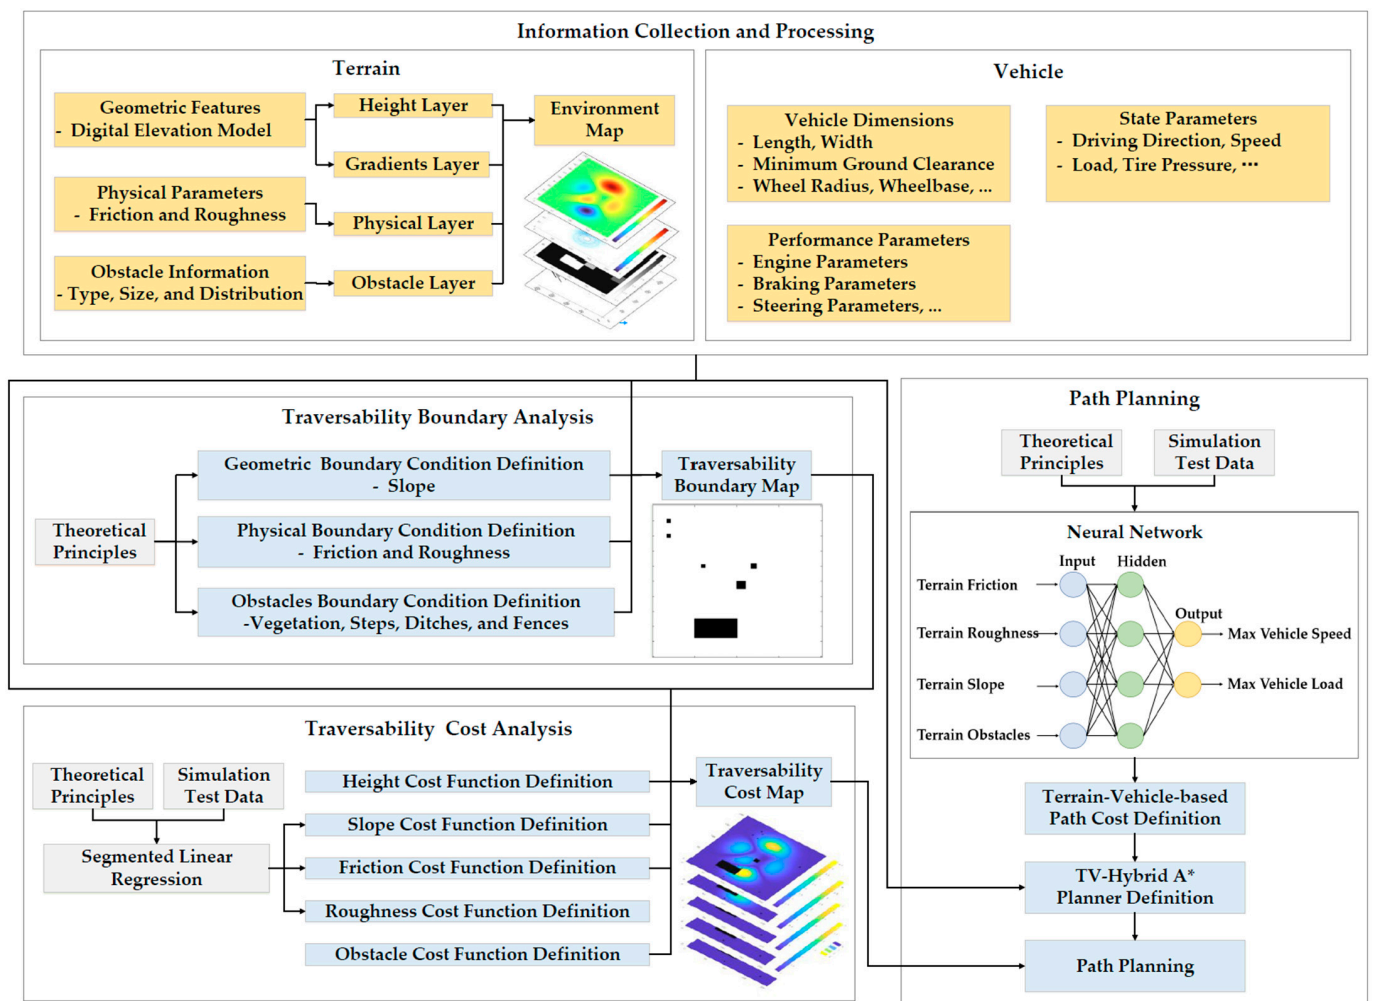 Information Collection and Processing
Terrain
Geometric Features
- Digital Elevation Model
Physical Parameters
- Friction and Roughness
Obstacle Information
- Type, Size, and Distribution
Height Layer
Gradients Layer
Physical Layer
Obstacle Layer
Environment
Map
Vehicle
Vehicle Dimensions
- Length, Width
- Minimum Ground Clearance
- Wheel Radius, Wheelbase, ...
State Parameters
- Driving Direction, Speed
- Load, Tire Pressure, ···
Performance Parameters
- Engine Parameters
- Braking Parameters
- Steering Parameters, ...
Traversability Boundary Analysis
Theoretical
Principles
Geometric Boundary Condition Definition
- Slope
Physical Boundary Condition Definition
- Friction and Roughness
Obstacles Boundary Condition Definition
-Vegetation, Steps, Ditches, and Fences
Traversability
Boundary Map
Traversability Cost Analysis
Theoretical
Principles
Simulation
Test Data
Segmented Linear
Regression
Height Cost Function Definition
Slope Cost Function Definition
Friction Cost Function Definition
Roughness Cost Function Definition
Obstacle Cost Function Definition
Traversability
Cost Map
Path Planning
Theoretical
Principles
Simulation
Test Data
Neural Network
Input
Hidden
Output
Terrain Friction
Terrain Roughness
Terrain Slope
Terrain Obstacles
Max Vehicle Speed
Max Vehicle Load
Terrain-Vehicle-based
Path Cost Definition
TV-Hybrid A*
Planner Definition
Path Planning